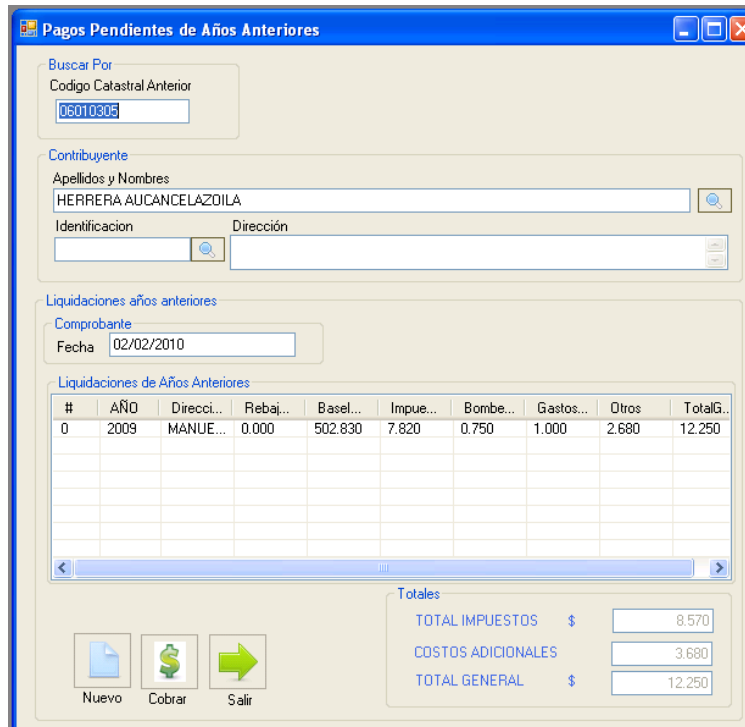 Pagos Pendientes de Años Anteriores
Buscar Por
Codigo Catastral Anterior
06010305
Contribuyente
Apellidos y Nombres
HERRERA AUCANCELAZOILA
Identificacion Dirección
Liquidaciones años anteriores
Comprobante
Fecha 02/02/2010
Liquidaciones de Años Anteriores
# AÑO Direcci... Rebaj... BaseI... Impue... Bombe... Gastos... Otros TotalG..
0 2009 MANUE... 0.000 502.830 7.820 0.750 1.000 2.680 12.250
Totales
TOTAL IMPUESTOS $ 8.570
COSTOS ADICIONALES 3.680
TOTAL GENERAL $ 12.250
Nuevo Cobrar Salir